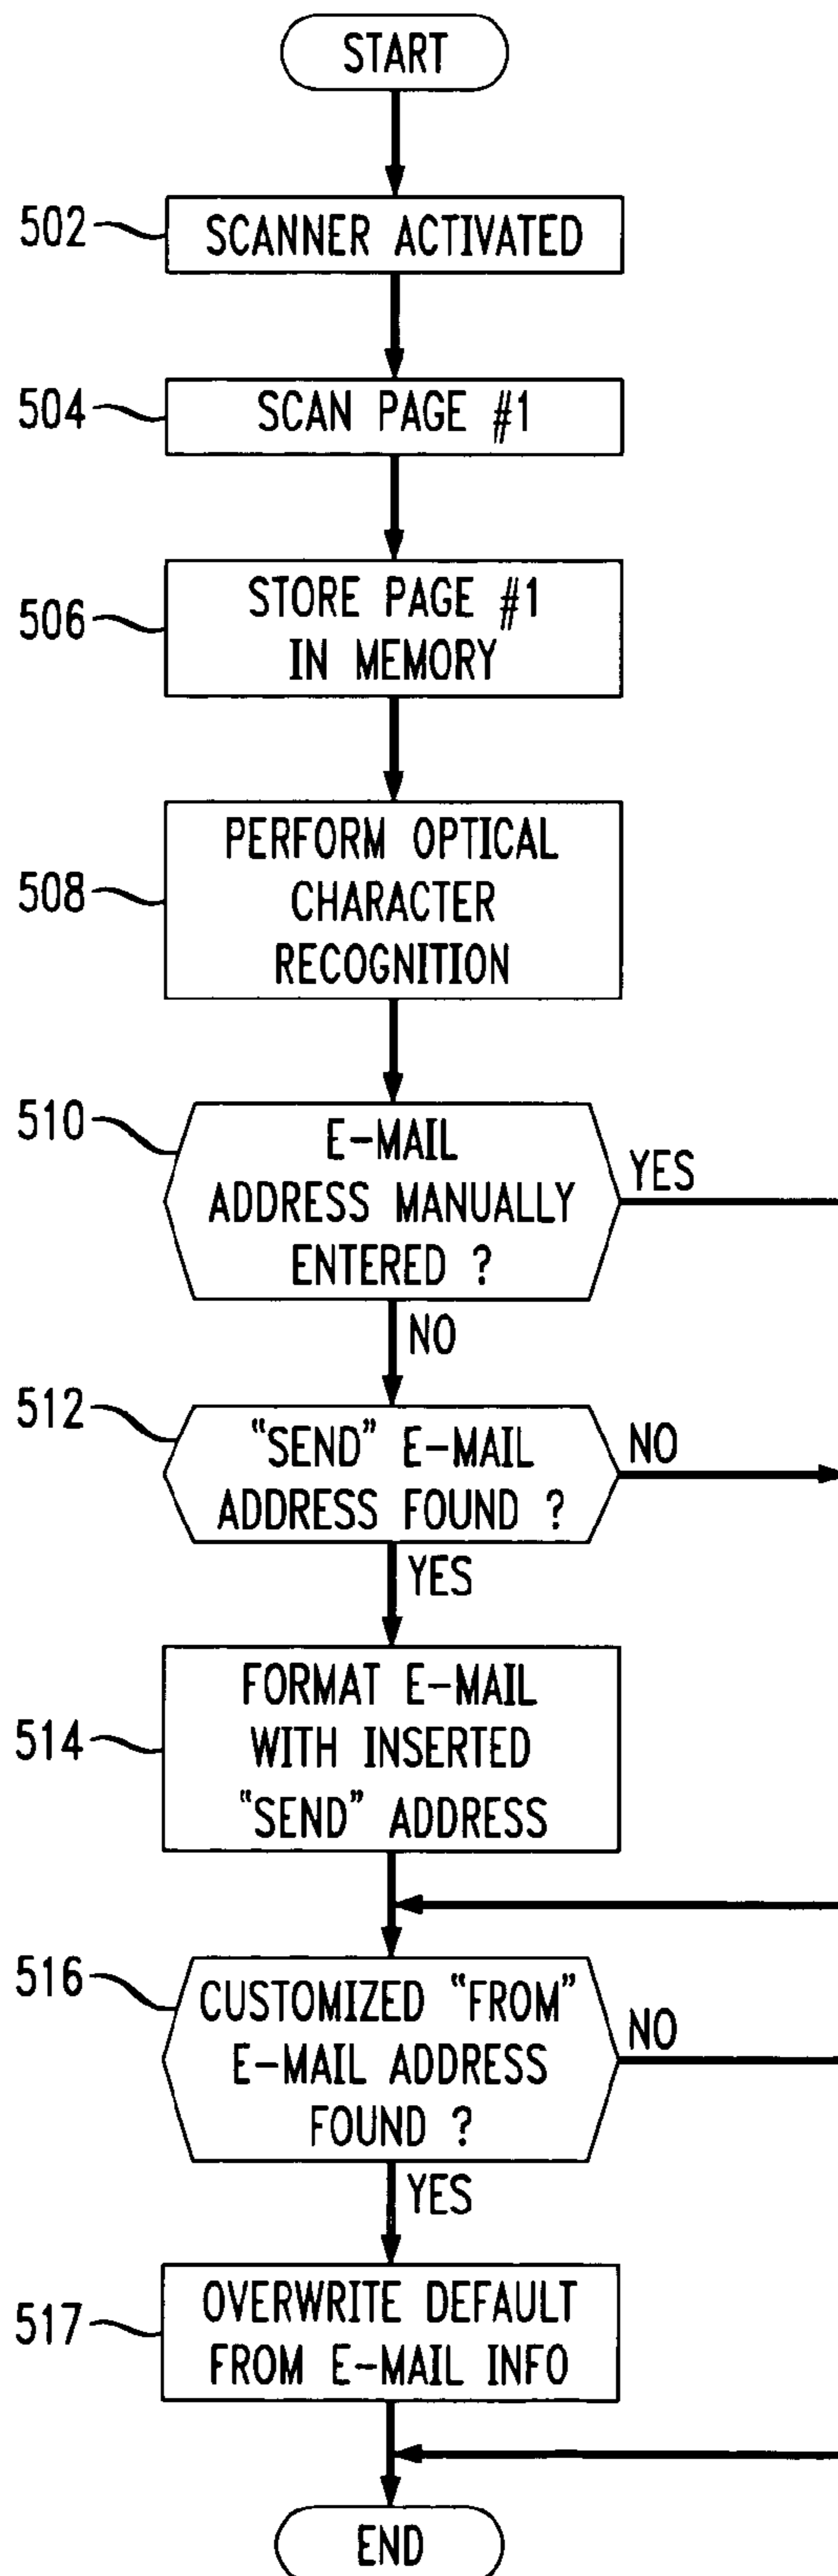 START
502
SCANNER ACTIVATED
504
SCAN PAGE #1
506
STORE PAGE #1
IN MEMORY
508
PERFORM OPTICAL
CHARACTER
RECOGNITION
510
E-MAIL
ADDRESS MANUALLY
ENTERED ?
YES
NO
512
“SEND” E-MAIL
ADDRESS FOUND ?
NO
YES
514
FORMAT E-MAIL
WITH INSERTED
“SEND” ADDRESS
516
CUSTOMIZED “FROM”
E-MAIL ADDRESS
FOUND ?
NO
YES
517
OVERWRITE DEFAULT
FROM E-MAIL INFO
END